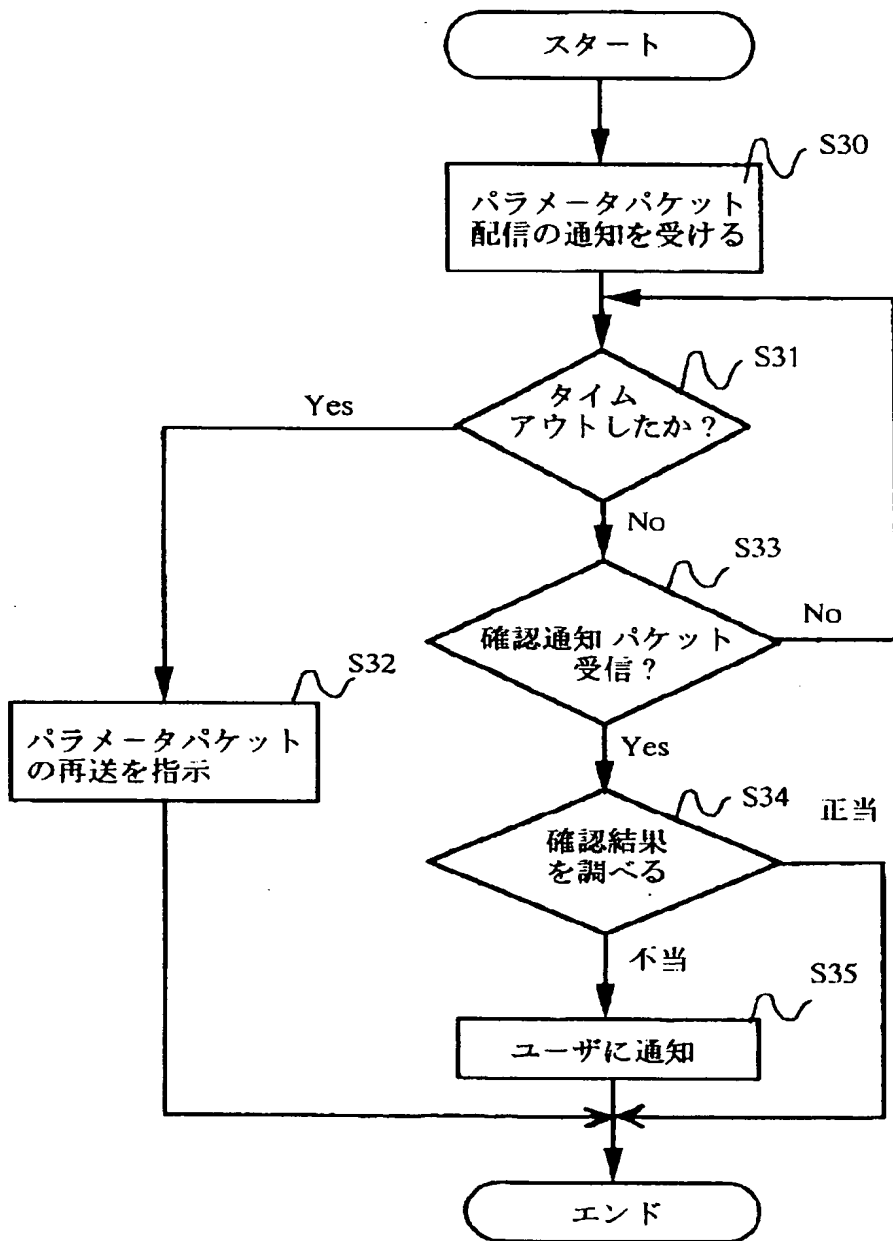 スタート
S30
パラメータパケット
配信の通知を受ける
S31
タイム
アウトしたか？
Yes
No
S33
確認通知パケット
受信？
No
S32
パラメータパケット
の再送を指示
Yes
S34
正当
確認結果
を調べる
不当
S35
ユーザに通知
エンド